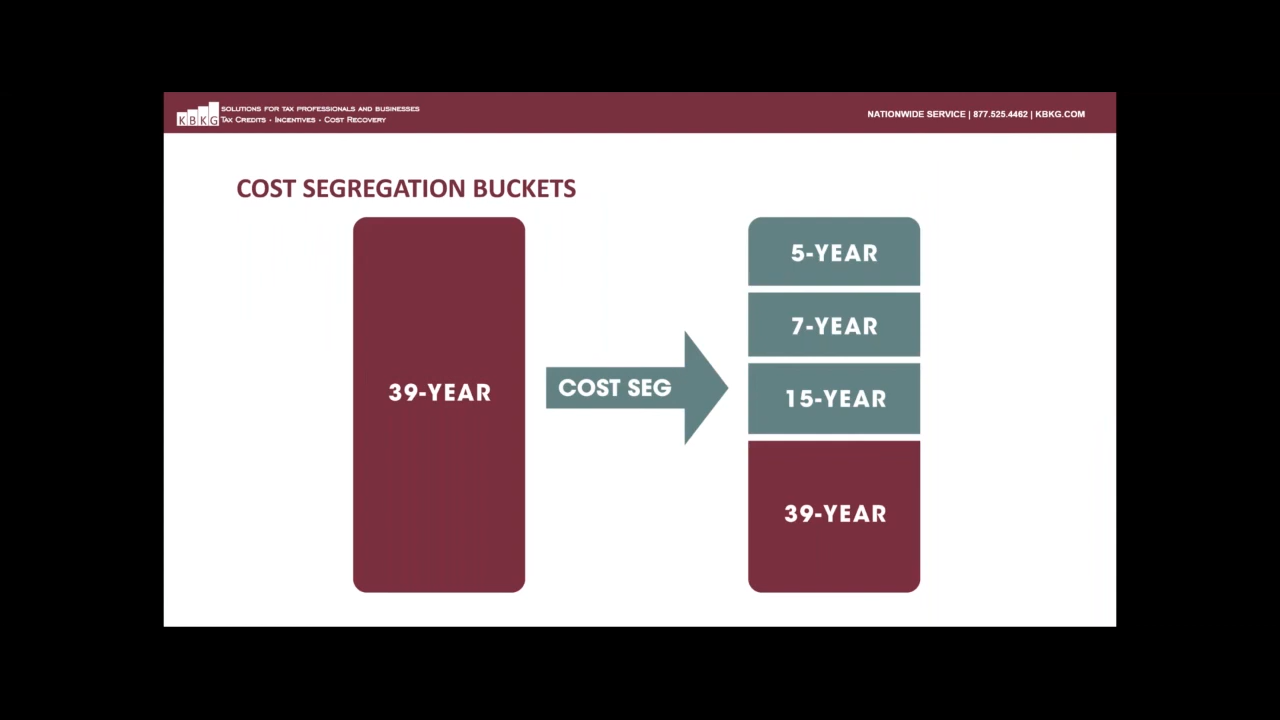 KBKG
SOLUTIONS FOR TAX PROFESSIONALS AND BUSINESSES
TAX CREDITS · INCENTIVES · COST RECOVERY
NATIONWIDE SERVICE | 877.525.4462 | KBKG.COM
COST SEGREGATION BUCKETS
39-YEAR
COST SEG
5-YEAR
7-YEAR
15-YEAR
39-YEAR